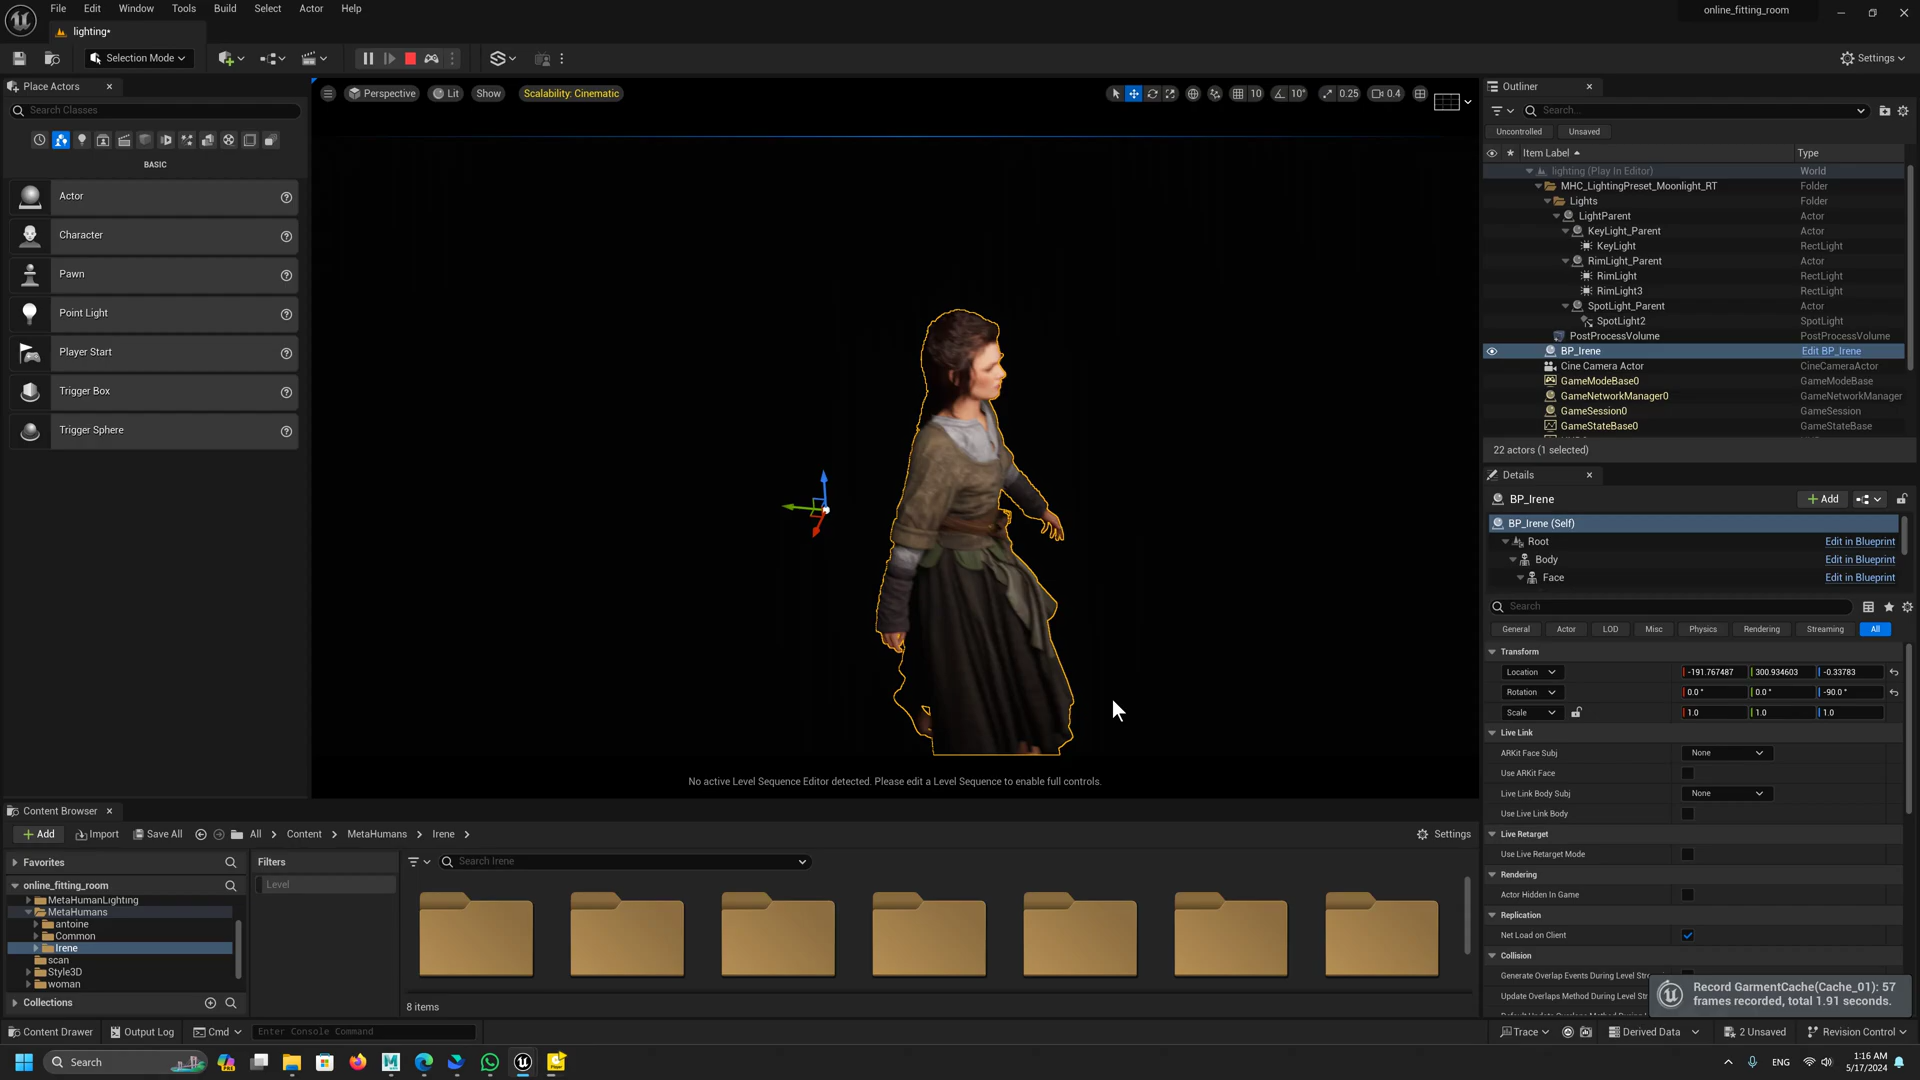 File Edit Window Tools Build Select Actor Help
online_fitting_room
lighting*
Selection Mode
Settings
Place Actors
Search Classes
BASIC
Actor
Character
Pawn
Point Light
Player Start
Trigger Box
Trigger Sphere
Perspective Lit Show Scalability: Cinematic
10 10° 0.25 0.4
No active Level Sequence Editor detected. Please edit a Level Sequence to enable full controls.
Outliner
Search...
Uncontrolled Unsaved
Item Label Type
lighting (Play In Editor) World
MHC_LightingPreset_Moonlight_RT Folder
Lights Folder
LightParent Actor
KeyLight_Parent Actor
KeyLight RectLight
RimLight_Parent Actor
RimLight RectLight
RimLight3 RectLight
SpotLight_Parent Actor
SpotLight2 SpotLight
PostProcessVolume PostProcessVolume
BP_Irene Edit BP_Irene
Cine Camera Actor CineCameraActor
GameModeBase0 GameModeBase
GameNetworkManager0 GameNetworkManager
GameSession0 GameSession
GameStateBase0 GameStateBase
22 actors (1 selected)
Details
BP_Irene
Add
BP_Irene (Self)
Root Edit in Blueprint
Body Edit in Blueprint
Face Edit in Blueprint
Search
General Actor LOD Misc Physics Rendering Streaming All
Transform
Location -191.767487 300.934603 -0.33783
Rotation 0.0 ° 0.0 ° -90.0 °
Scale 1.0 1.0 1.0
Live Link
ARKit Face Subj None
Use ARKit Face
Live Link Body Subj None
Use Live Link Body
Live Retarget
Use Live Retarget Mode
Rendering
Actor Hidden In Game
Replication
Net Load on Client
Collision
Generate Overlap Events During Level Stre
Update Overlaps Method During Level Str
Record GarmentCache(Cache_01): 57
frames recorded, total 1.91 seconds.
Content Browser
Add Import Save All All Content MetaHumans Irene
Settings
Favorites
online_fitting_room
MetaHumanLighting
MetaHumans
antoine
Common
Irene
scan
Style3D
woman
Collections
Filters
Level
Search Irene
8 items
Content Drawer Output Log Cmd Enter Console Command
Trace Derived Data 2 Unsaved Revision Control
Search
ENG
1:16 AM
5/17/2024